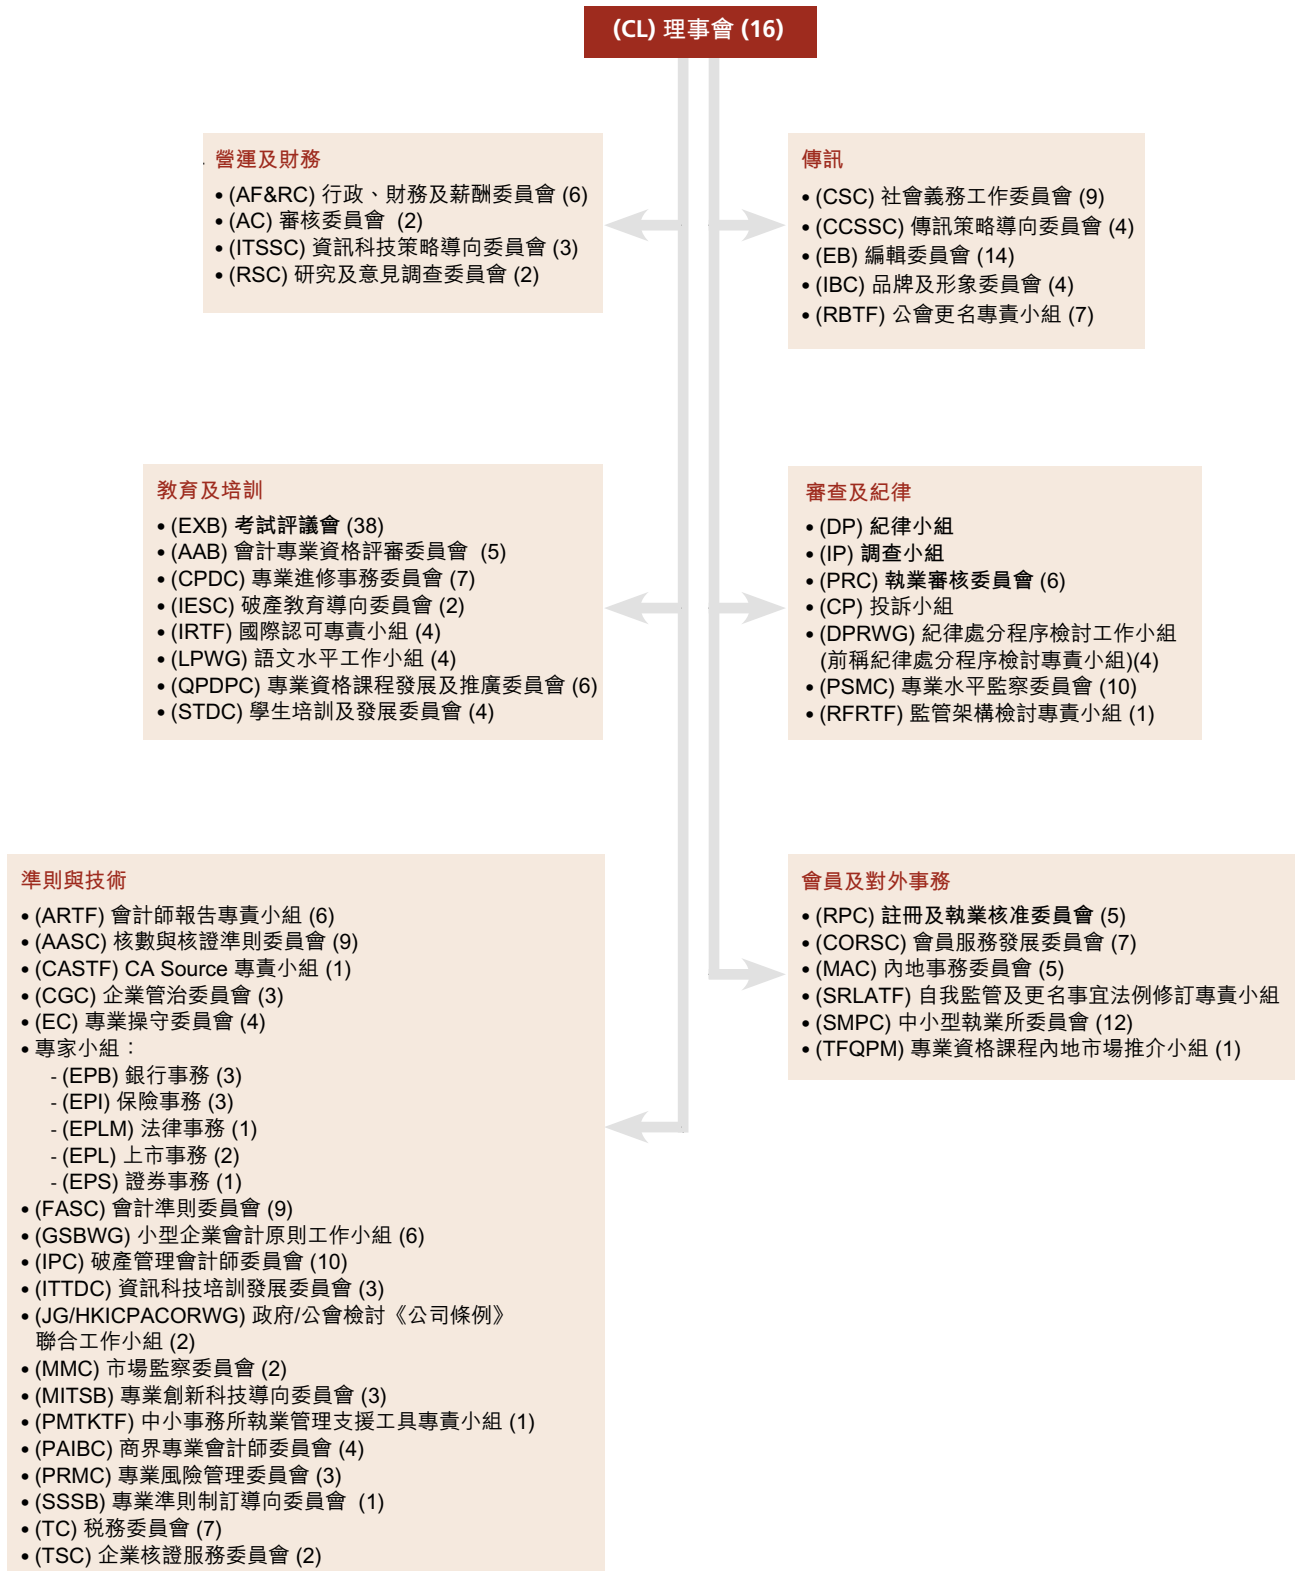 (CL) 理事會 (16)
營運及財務
• (AF&RC) 行政、財務及薪酬委員會 (6)
• (AC) 審核委員會 (2)
• (ITSSC) 資訊科技策略導向委員會 (3)
• (RSC) 研究及意見調查委員會 (2)
傳訊
• (CSC) 社會義務工作委員會 (9)
• (CCSSC) 傳訊策略導向委員會 (4)
• (EB) 編輯委員會 (14)
• (IBC) 品牌及形象委員會 (4)
• (RBTF) 公會更名專責小組 (7)
教育及培訓
• (EXB) 考試評議會 (38)
• (AAB) 會計專業資格評審委員會 (5)
• (CPDC) 專業進修事務委員會 (7)
• (IESC) 破產教育導向委員會 (2)
• (IRTF) 國際認可專責小組 (4)
• (LPWG) 語文水平工作小組 (4)
• (QPDPC) 專業資格課程發展及推廣委員會 (6)
• (STDC) 學生培訓及發展委員會 (4)
審查及紀律
• (DP) 紀律小組
• (IP) 調查小組
• (PRC) 執業審核委員會 (6)
• (CP) 投訴小組
• (DPRWG) 紀律處分程序檢討工作小組
(前稱紀律處分程序檢討專責小組)(4)
• (PSMC) 專業水平監察委員會 (10)
• (RFRTF) 監管架構檢討專責小組 (1)
準則與技術
• (ARTF) 會計師報告專責小組 (6)
• (AASC) 核數與核證準則委員會 (9)
• (CASTF) CA Source 專責小組 (1)
• (CGC) 企業管治委員會 (3)
• (EC) 專業操守委員會 (4)
• 專家小組：
- (EPB) 銀行事務 (3)
- (EPI) 保險事務 (3)
- (EPLM) 法律事務 (1)
- (EPL) 上市事務 (2)
- (EPS) 證券事務 (1)
• (FASC) 會計準則委員會 (9)
• (GSBWG) 小型企業會計原則工作小組 (6)
• (IPC) 破產管理會計師委員會 (10)
• (ITTDC) 資訊科技培訓發展委員會 (3)
• (JG/HKICPACORWG) 政府/公會檢討《公司條例》
聯合工作小組 (2)
• (MMC) 市場監察委員會 (2)
• (MITSB) 專業創新科技導向委員會 (3)
• (PMTKTF) 中小事務所執業管理支援工具專責小組 (1)
• (PAIBC) 商界專業會計師委員會 (4)
• (PRMC) 專業風險管理委員會 (3)
• (SSSB) 專業準則制訂導向委員會 (1)
• (TC) 税務委員會 (7)
• (TSC) 企業核證服務委員會 (2)
會員及對外事務
• (RPC) 註冊及執業核准委員會 (5)
• (CORSC) 會員服務發展委員會 (7)
• (MAC) 內地事務委員會 (5)
• (SRLATF) 自我監管及更名事宜法例修訂專責小組
• (SMPC) 中小型執業所委員會 (12)
• (TFQPM) 專業資格課程內地市場推介小組 (1)